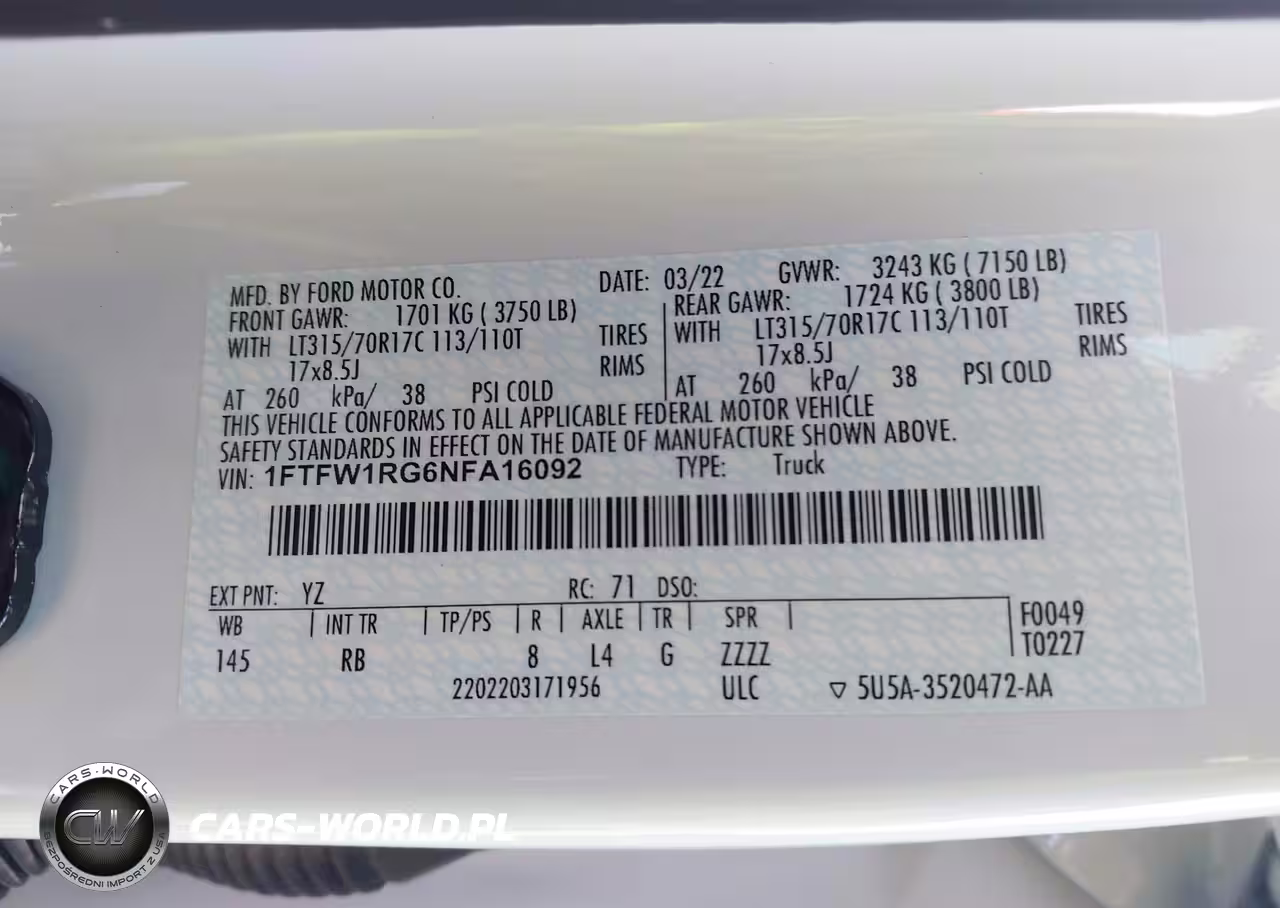 MFD. BY FORD MOTOR CO. DATE: 03/22 GVWR: 3243 KG ( 7150 LB)
FRONT GAWR: 1701 KG ( 3750 LB) REAR GAWR: 1724 KG ( 3800 LB)
WITH LT315/70R17C 113/110T TIRES WITH LT315/70R17C 113/110T TIRES
17x8.5J RIMS 17x8.5J RIMS
AT 260 kPa/ 38 PSI COLD AT 260 kPa/ 38 PSI COLD
THIS VEHICLE CONFORMS TO ALL APPLICABLE FEDERAL MOTOR VEHICLE
SAFETY STANDARDS IN EFFECT ON THE DATE OF MANUFACTURE SHOWN ABOVE.
VIN: 1FTFW1RG6NFA16092 TYPE: Truck
EXT PNT: YZ RC: 71 DSO:
WB INT TR TP/PS R AXLE TR SPR F0049
145 RB 8 L4 G ZZZZ T0227
2202203171956 ULC ▽ 5U5A-3520472-AA
CARS-WORLD
CW
BEZPOŚREDNI IMPORT Z USA
CARS-WORLD.PL